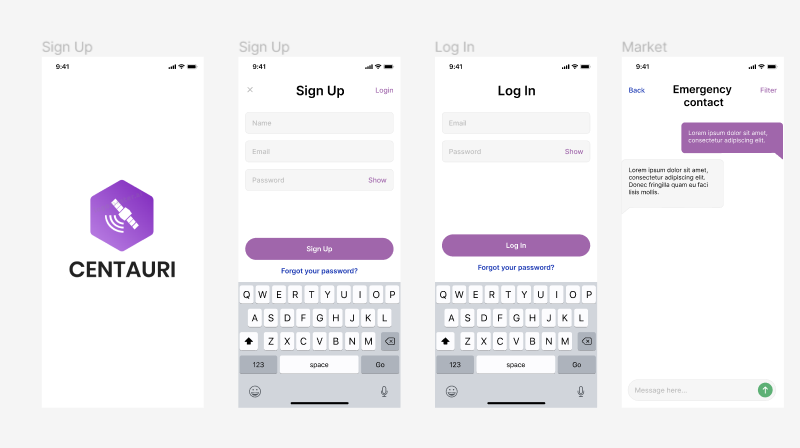 Sign Up
9:41
CENTAURI
Sign Up
9:41
× Sign Up Login
Name
Email
Password Show
Sign Up
Forgot your password?
Q W E R T Y U I O P
A S D F G H J K L
Z X C V B N M
123 space Go
Log In
9:41
Log In
Email
Password Show
Log In
Forgot your password?
Q W E R T Y U I O P
A S D F G H J K L
Z X C V B N M
123 space Go
Market
9:41
Back Emergency Filter
contact
Lorem ipsum dolor sit amet,
consectetur adipiscing elit.
Lorem ipsum dolor sit amet,
consectetur adipiscing elit.
Donec fringilla quam eu faci
lisis mollis.
Message here...